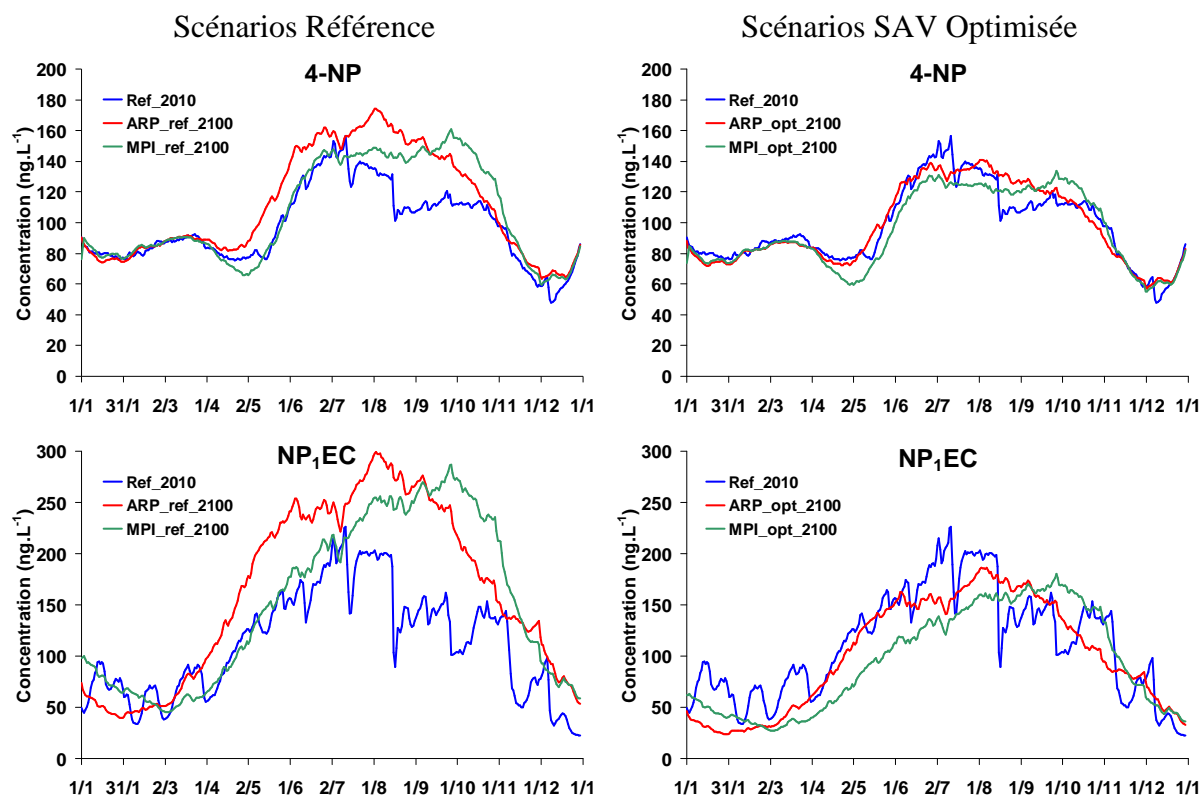 Scénarios Référence
Scénarios SAV Optimisée
4-NP
Concentration (ng.L-1)
200
180
160
140
120
100
80
60
40
20
0
Ref_2010
ARP_ref_2100
MPI_ref_2100
1/1 31/1 2/3 1/4 2/5 1/6 2/7 1/8 1/9 1/10 1/12 1/1
4-NP
Concentration (ng.L-1)
200
180
160
140
120
100
80
60
40
20
0
Ref_2010
ARP_opt_2100
MPI_opt_2100
1/1 31/1 2/3 1/4 2/5 1/6 2/7 1/8 1/9 1/10 1/11 1/12 1/1
NP1EC
Concentration (ng.L-1)
300
250
200
150
100
50
0
Ref_2010
ARP_ref_2100
MPI_ref_2100
1/1 31/1 2/3 1/4 2/5 1/6 2/7 1/8 1/9 1/10 1/11 1/12 1/1
NP1EC
Concentration (ng.L-1)
300
250
200
150
100
50
0
Ref_2010
ARP_opt_2100
MPI_opt_2100
1/1 31/1 2/3 1/4 2/5 1/6 2/7 1/8 1/9 1/10 1/11 1/12 1/1